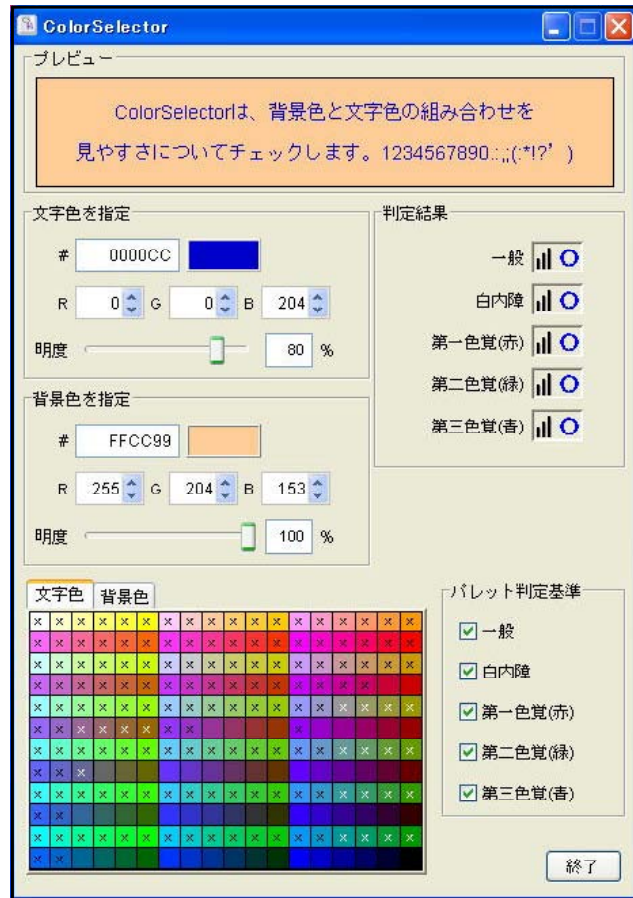 ColorSelector
プレビュー
ColorSelectorは、背景色と文字色の組み合わせを
見やすさについてチェックします。1234567890.:,;(:*!?’)
文字色を指定
# 0000CC
R 0 G 0 B 204
明度 80 %
判定結果
一般
白内障
第一色覚(赤)
第二色覚(緑)
第三色覚(青)
背景色を指定
# FFCC99
R 255 G 204 B 153
明度 100 %
文字色 背景色
パレット判定基準
一般
白内障
第一色覚(赤)
第二色覚(緑)
第三色覚(青)
終了